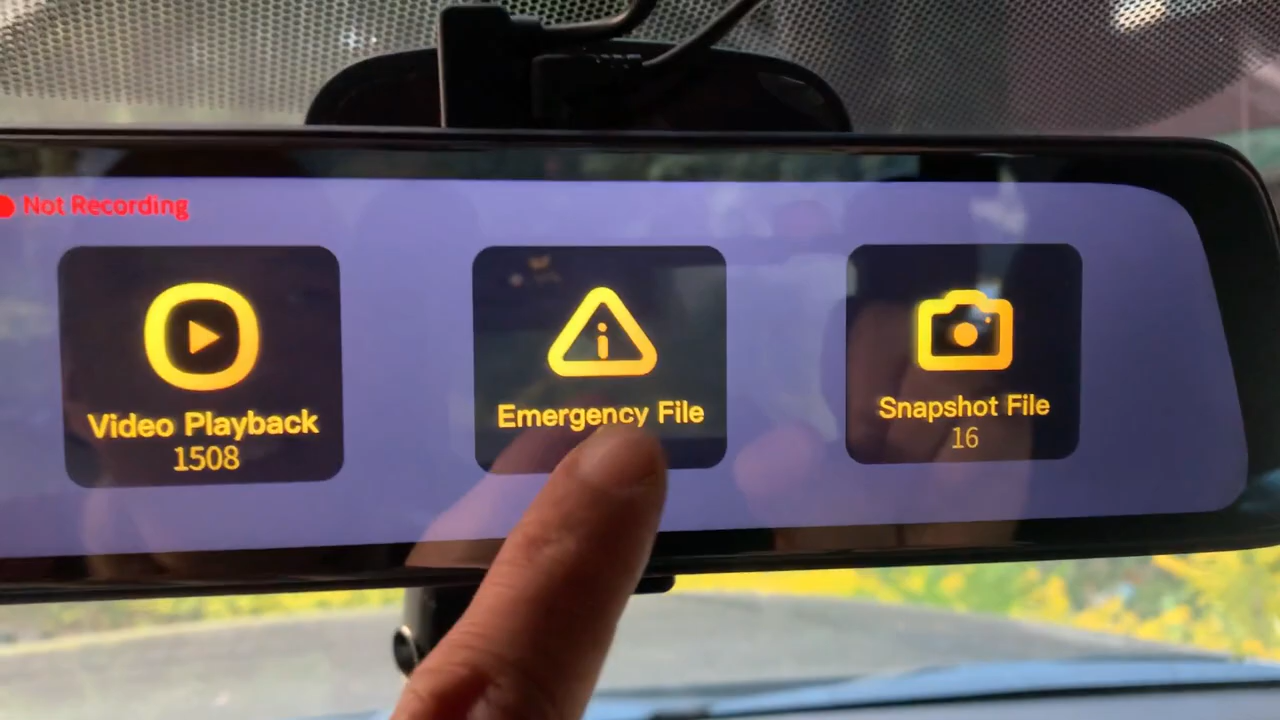 Not Recording
Video Playback
1508
Emergency File
Snapshot File
16